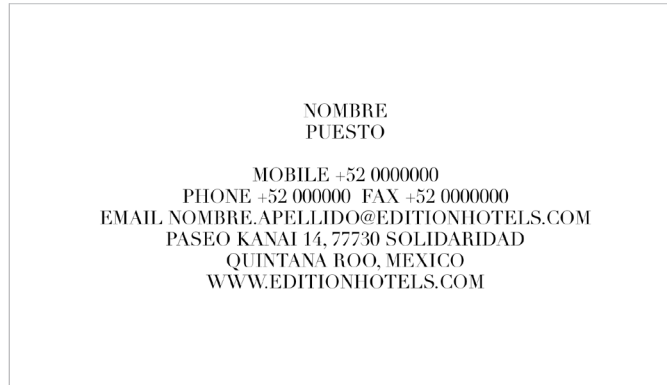 NOMBRE
PUESTO
MOBILE +52 0000000
PHONE +52 000000 FAX +52 0000000
EMAIL NOMBRE.APELLIDO@EDITIONHOTELS.COM
PASEO KANAI 14, 77730 SOLIDARIDAD
QUINTANA ROO, MEXICO
WWW.EDITIONHOTELS.COM